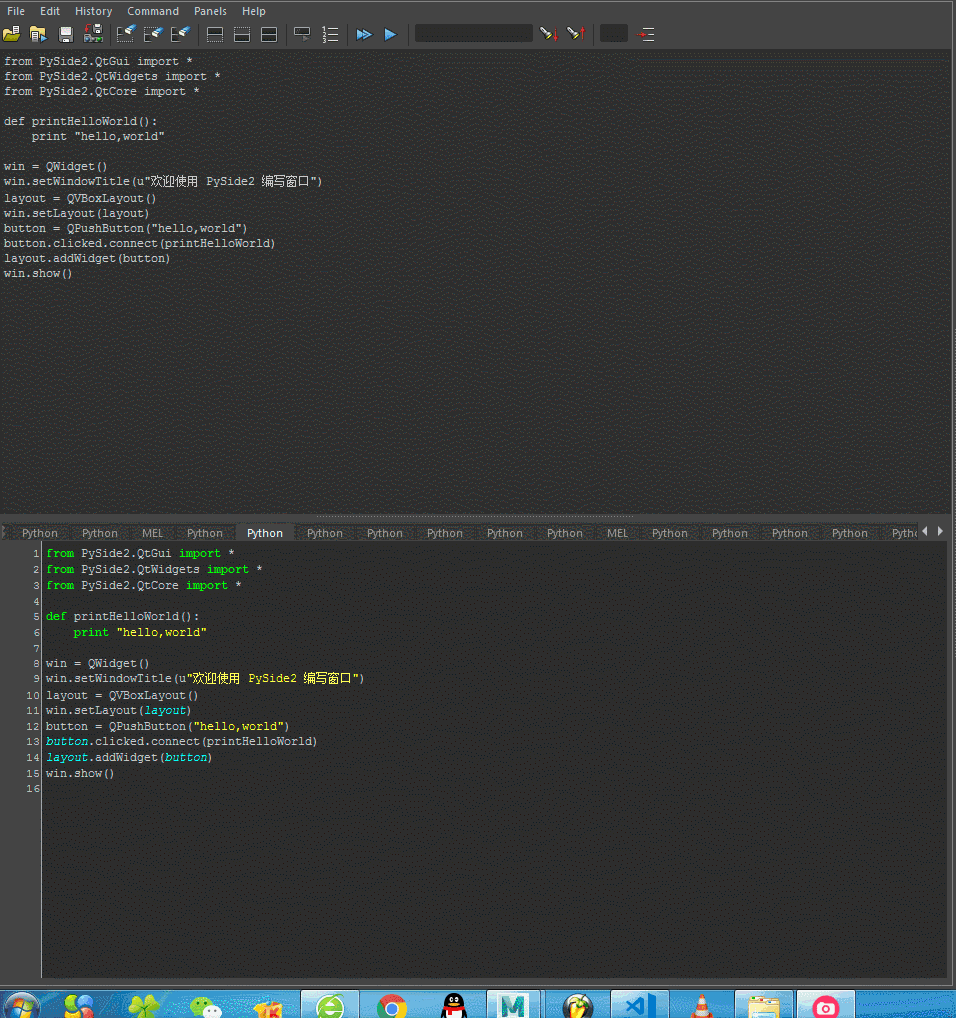 File Edit History Command Panels Help
from PySide2.QtGui import *
from PySide2.QtWidgets import *
from PySide2.QtCore import *
def printHelloWorld():
    print "hello,world"
win = QWidget()
win.setWindowTitle(u"欢迎使用 PySide2 编写窗口")
layout = QVBoxLayout()
win.setLayout(layout)
button = QPushButton("hello,world")
button.clicked.connect(printHelloWorld)
layout.addWidget(button)
win.show()
Python Python MEL Python Python Python Python Python Python Python MEL Python Python Python Python Pytho
1 from PySide2.QtGui import *
2 from PySide2.QtWidgets import *
3 from PySide2.QtCore import *
4
5 def printHelloWorld():
6     print "hello,world"
7
8 win = QWidget()
9 win.setWindowTitle(u"欢迎使用 PySide2 编写窗口")
10 layout = QVBoxLayout()
11 win.setLayout(layout)
12 button = QPushButton("hello,world")
13 button.clicked.connect(printHelloWorld)
14 layout.addWidget(button)
15 win.show()
16